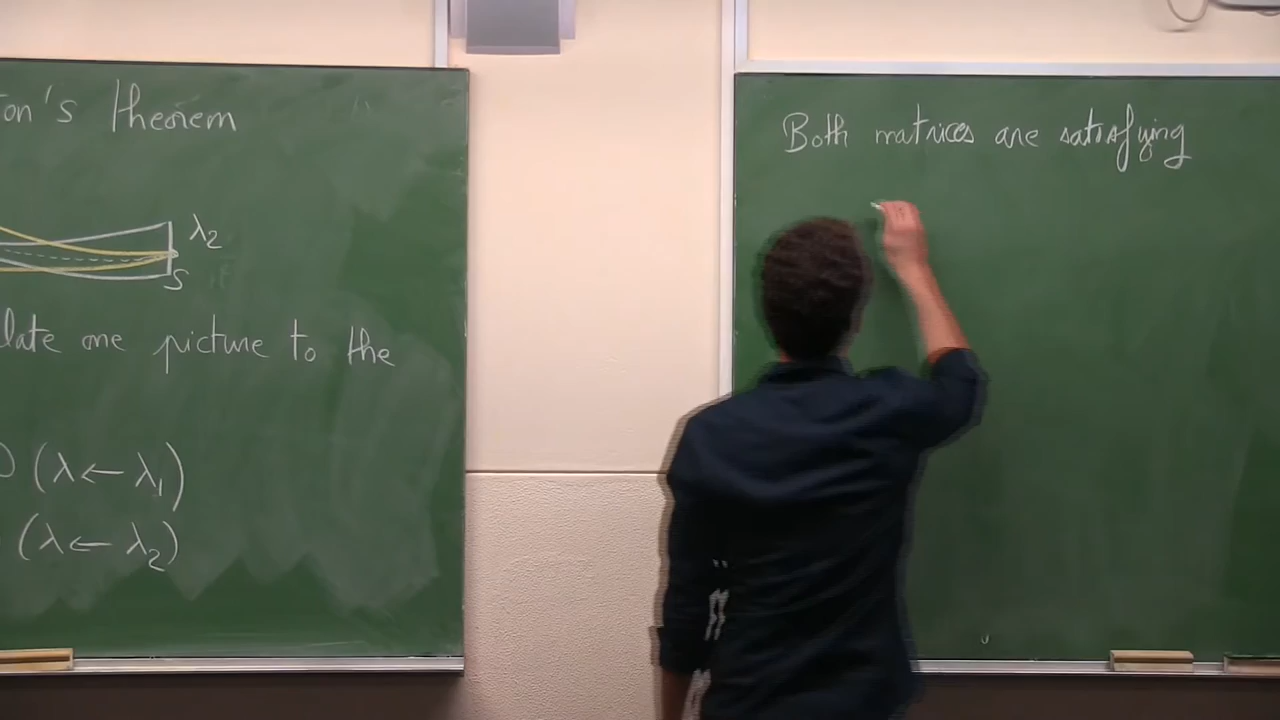 on's theorem
λ2
S
late one picture to the
(λ ← λ1)
(λ ← λ2)
Both matrices are satisfying